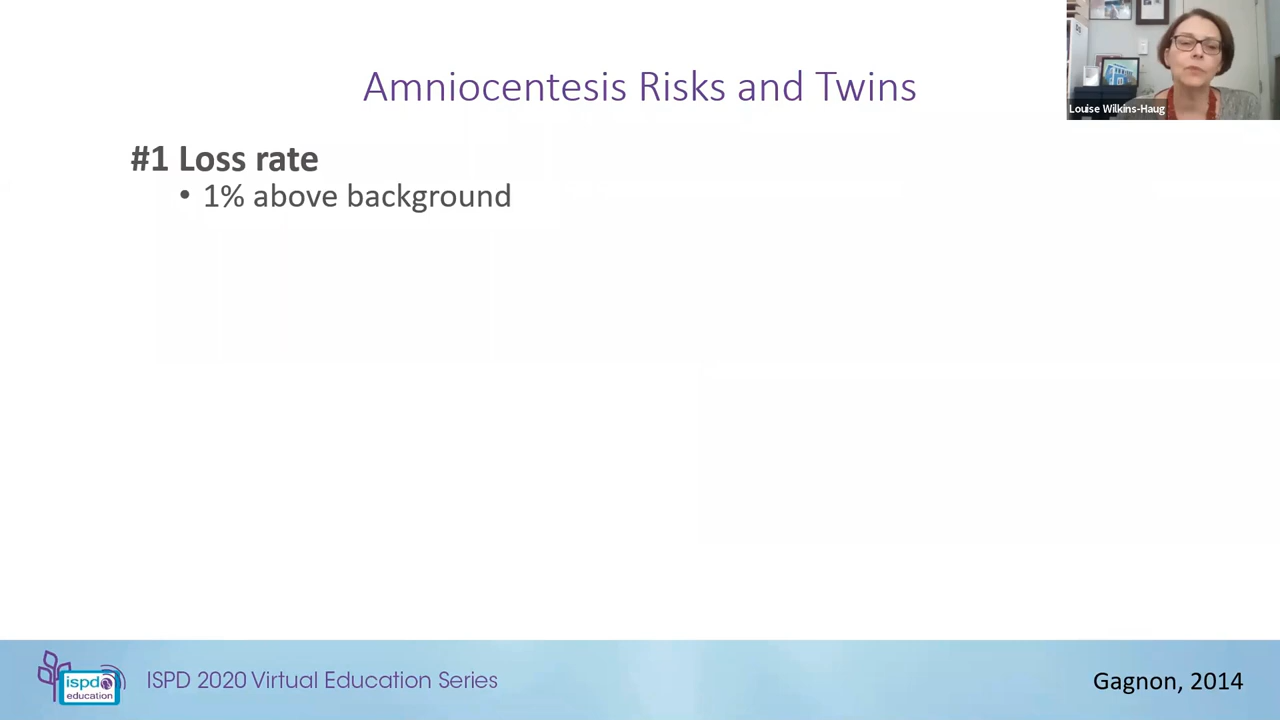 Amniocentesis Risks and Twins
Louise Wilkins-Haug
#1 Loss rate
• 1% above background
ispd
education
ISPD 2020 Virtual Education Series
Gagnon, 2014